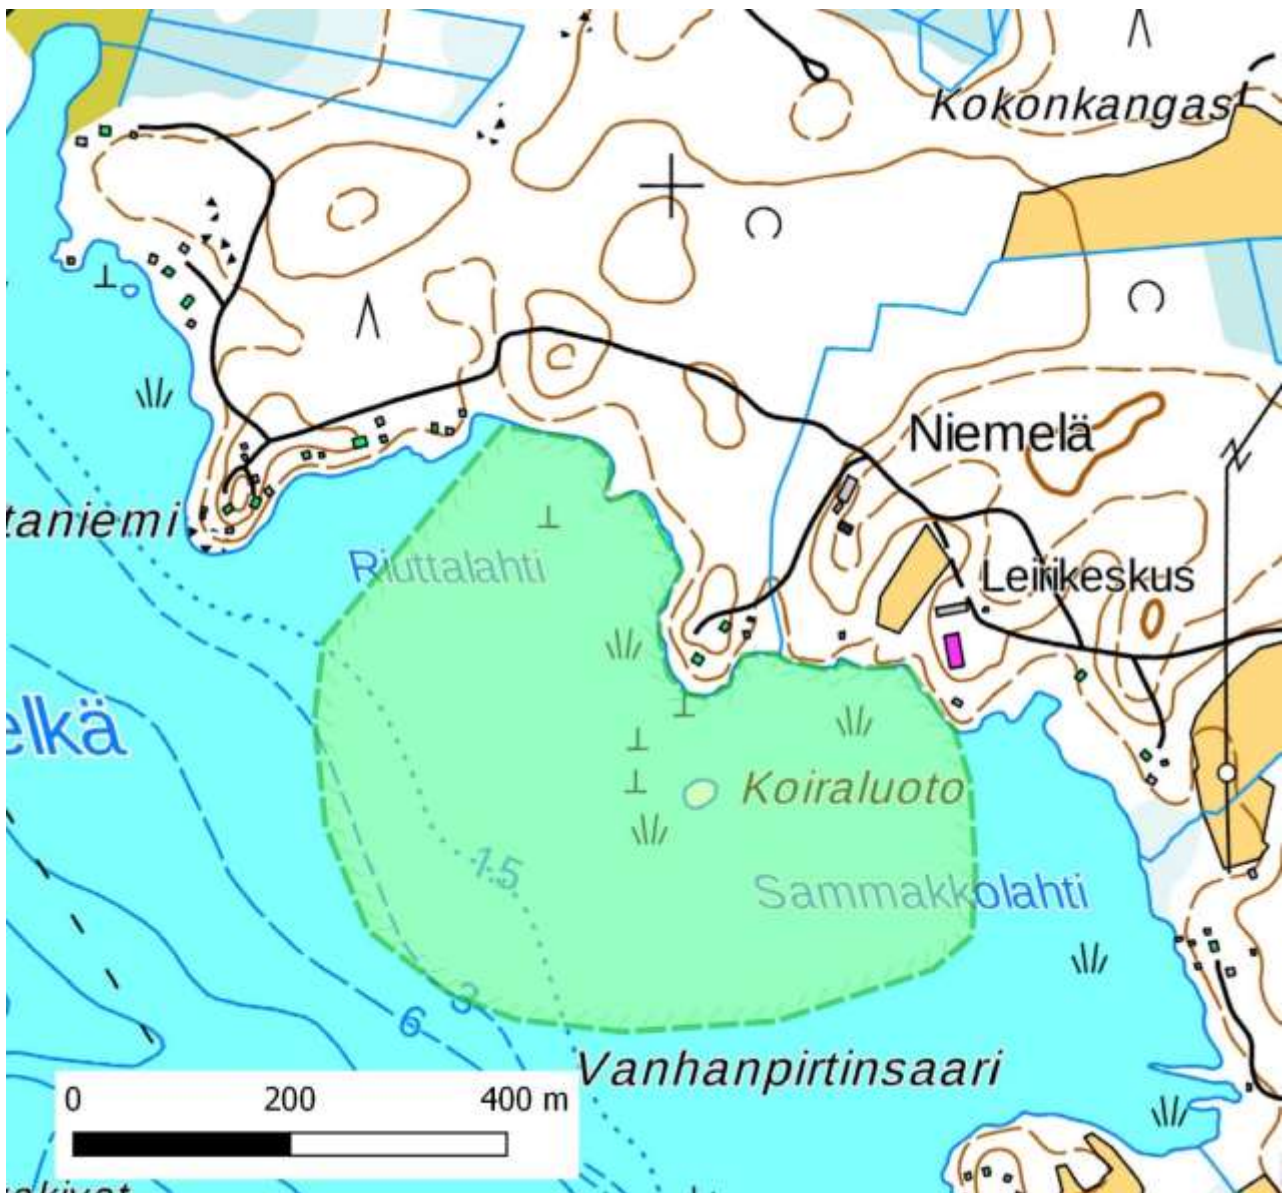 Kokonkangas
Niemelä
taniemi
Riuttalahti
Leirikeskus
elkä
Koiraluoto
1.5
Sammakkolahti
3
6
Vanhanpirtinsaari
0 200 400 m